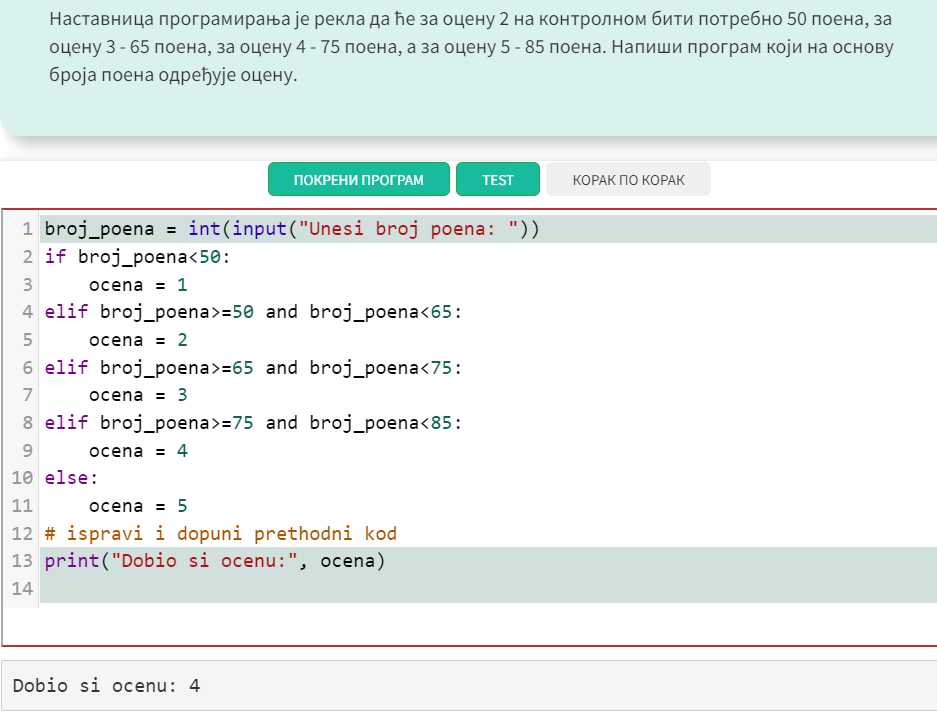 Наставница програмирања је рекла да ће за оцену 2 на контролном бити потребно 50 поена, за
оцену 3 - 65 поена, за оцену 4 - 75 поена, а за оцену 5 - 85 поена. Напиши програм који на основу
броја поена одређује оцену.
ПОКРЕНИ ПРОГРАМ TEST КОРАК ПО КОРАК
1 broj_poena = int(input("Unesi broj poena: "))
2 if broj_poena<50:
3     ocena = 1
4 elif broj_poena>=50 and broj_poena<65:
5     ocena = 2
6 elif broj_poena>=65 and broj_poena<75:
7     ocena = 3
8 elif broj_poena>=75 and broj_poena<85:
9     ocena = 4
10 else:
11     ocena = 5
12 # ispravi i dopuni prethodni kod
13 print("Dobio si ocenu:", ocena)
14
Dobio si ocenu: 4